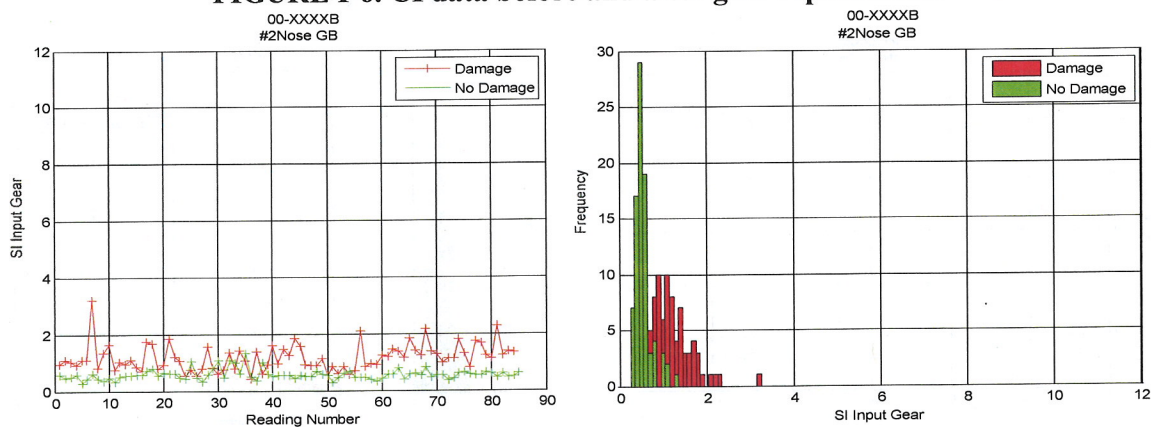 00-XXXXB
#2Nose GB
12
10
8
6
4
2
0
SI Input Gear
Damage
No Damage
0 10 20 30 40 50 60 70 80 90
Reading Number
00-XXXXB
#2Nose GB
30
25
20
15
10
5
0
Frequency
Damage
No Damage
0 2 4 6 8 10 12
SI Input Gear